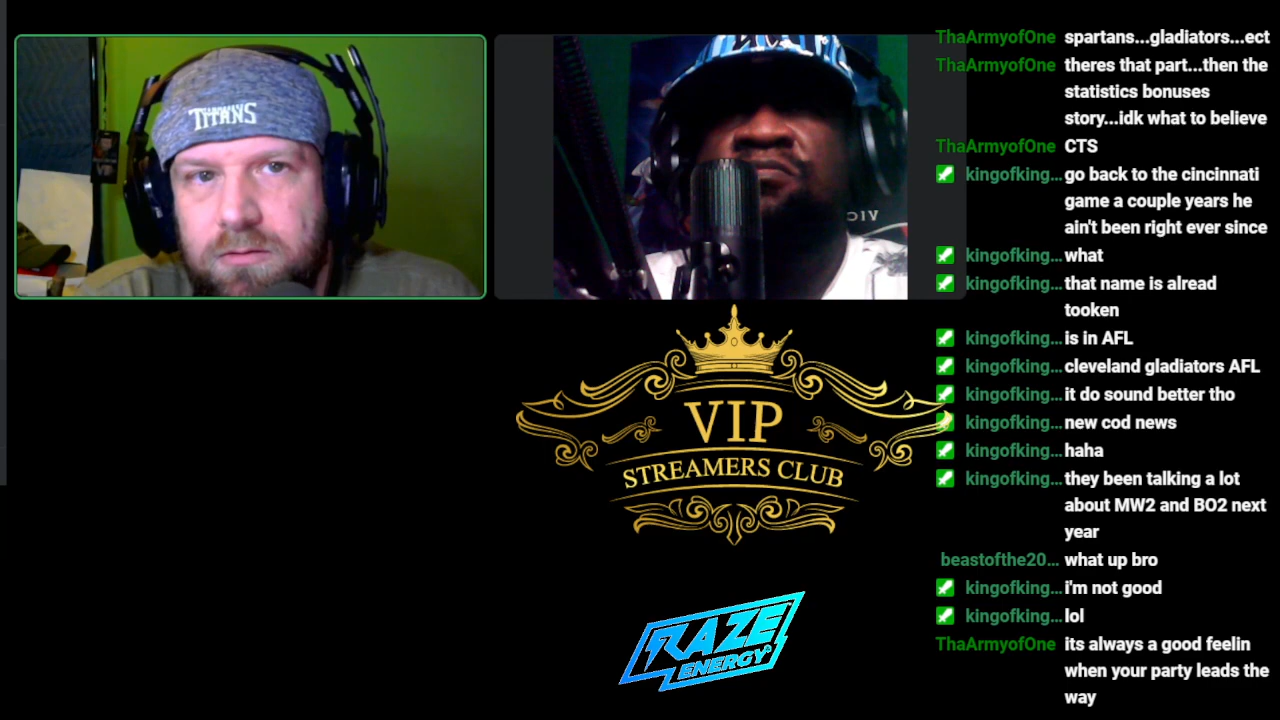 TITANS
VIP
STREAMERS CLUB
RAZE
ENERGY
ThaArmyofOne spartans...gladiators...ect
ThaArmyofOne theres that part...then the
statistics bonuses
story...idk what to believe
ThaArmyofOne CTS
kingofking... go back to the cincinnati
game a couple years he
ain't been right ever since
kingofking... what
kingofking... that name is alread
tooken
kingofking... is in AFL
kingofking... cleveland gladiators AFL
kingofking... it do sound better tho
kingofking... new cod news
kingofking... haha
kingofking... they been talking a lot
about MW2 and BO2 next
year
beastofthe20... what up bro
kingofking... i'm not good
kingofking... lol
ThaArmyofOne its always a good feelin
when your party leads the
way